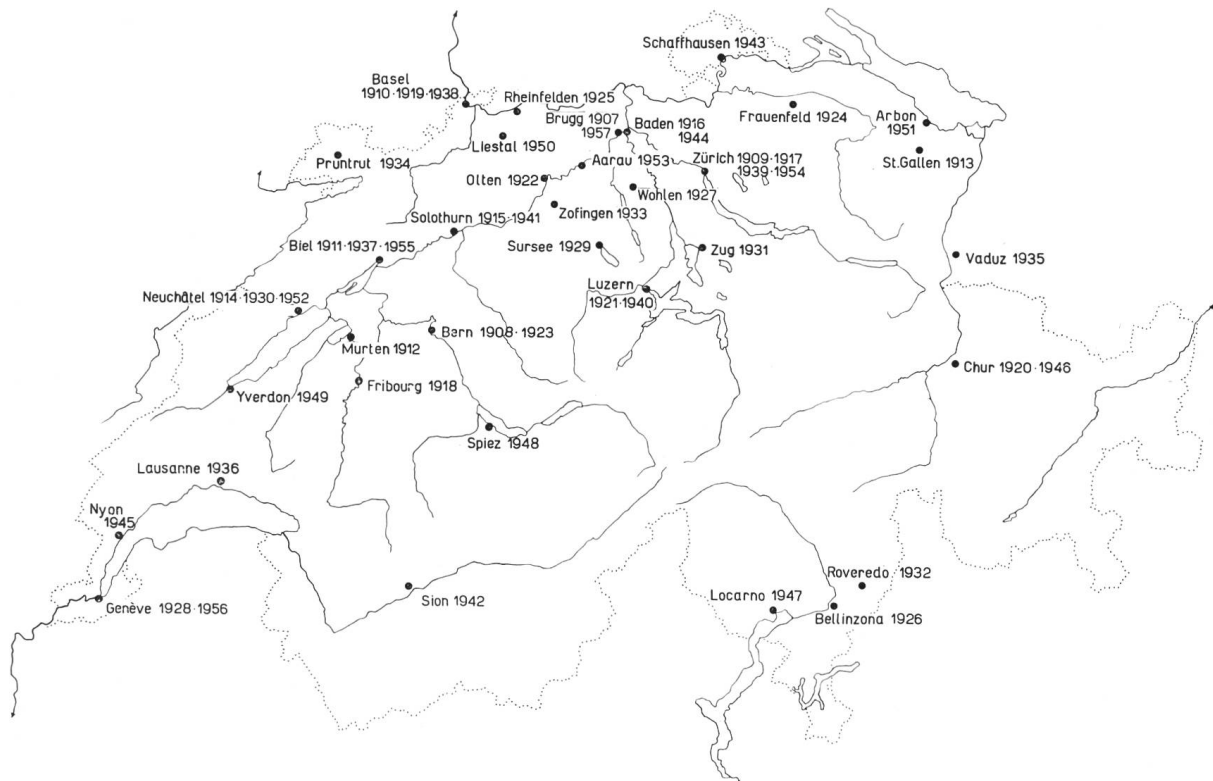 Schaffhausen 1943
Basel
1910·1919·1938
Rheinfelden 1925
Brugg 1907
1957
Baden 1916
1944
Frauenfeld 1924
Arbon
1951
Liestal 1950
Pruntrut 1934
Aarau 1953
Zürich 1909·1917
1939·1954
St.Gallen 1913
Olten 1922
Wohlen 1927
Zofingen 1933
Solothurn 1915·1941
Sursee 1929
Zug 1931
Biel 1911·1937·1955
Vaduz 1935
Neuchâtel 1914·1930·1952
Luzern
1921·1940
Bern 1908·1923
Murten 1912
Chur 1920·1946
Yverdon 1949
Fribourg 1918
Spiez 1948
Lausanne 1936
Nyon
1945
Roveredo 1932
Genève 1928·1956
Sion 1942
Locarno 1947
Bellinzona 1926